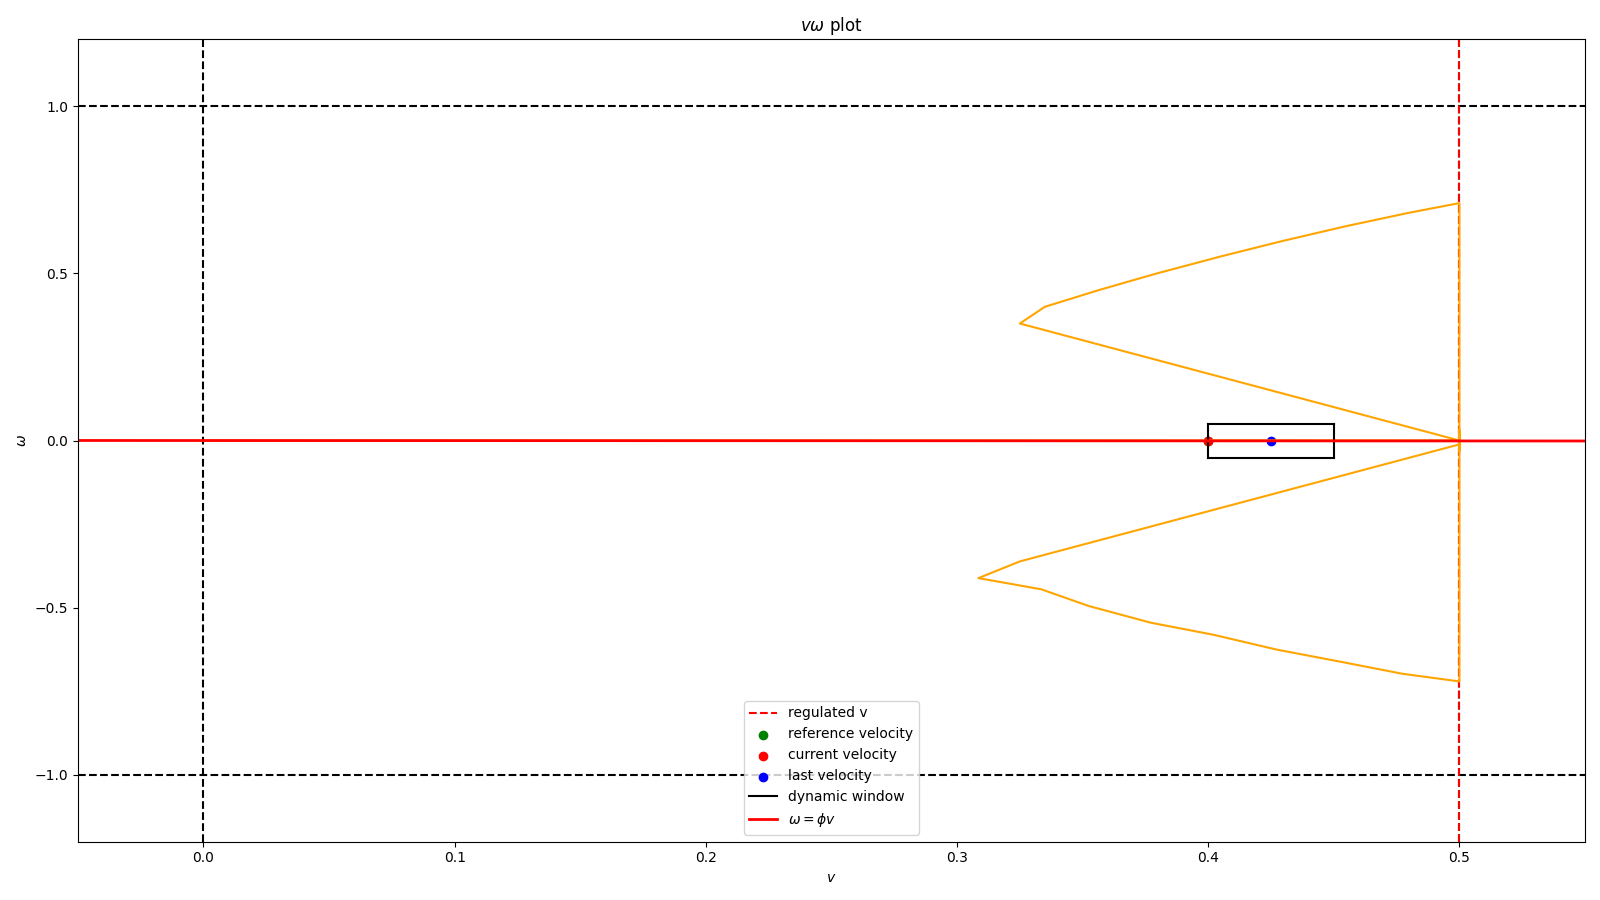 vω plot
1.0
0.5
0.0
−0.5
−1.0
ω
0.0
0.1
0.2
0.3
0.4
0.5
v
regulated v
reference velocity
current velocity
last velocity
dynamic window
ω = ϕv